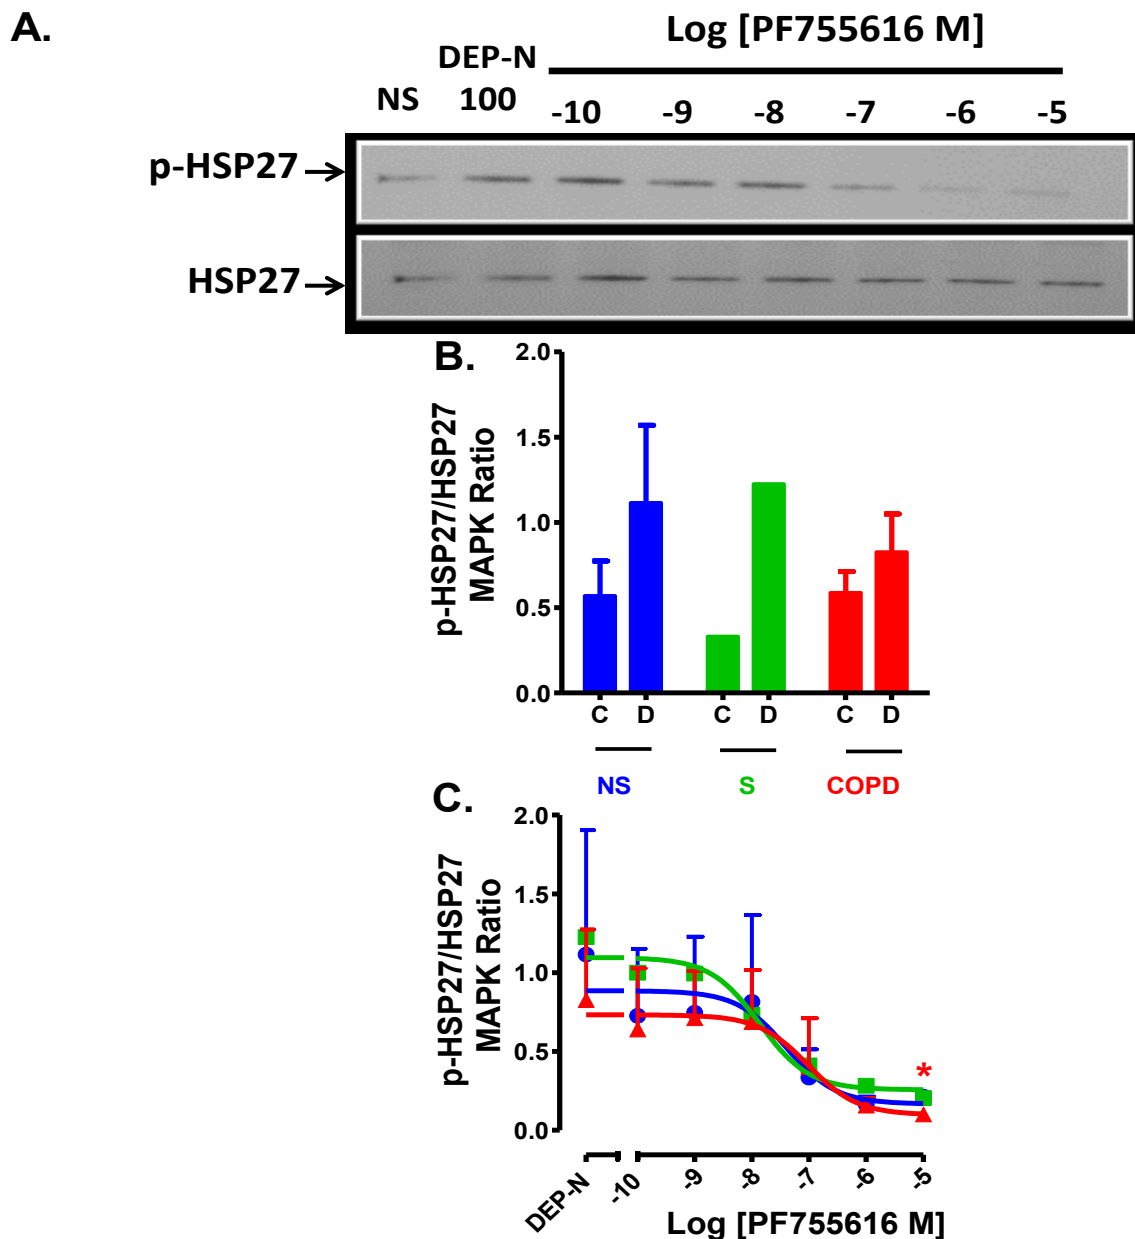 A.
Log [PF755616 M]
DEP-N
NS 100 -10 -9 -8 -7 -6 -5
p-HSP27
HSP27
B.
p-HSP27/HSP27
MAPK Ratio
2.0
1.5
1.0
0.5
0.0
C D C D C D
NS S COPD
C.
p-HSP27/HSP27
MAPK Ratio
2.0
1.5
1.0
0.5
0.0
*
DEP-N -10 -9 -8 -7 -6 -5
Log [PF755616 M]